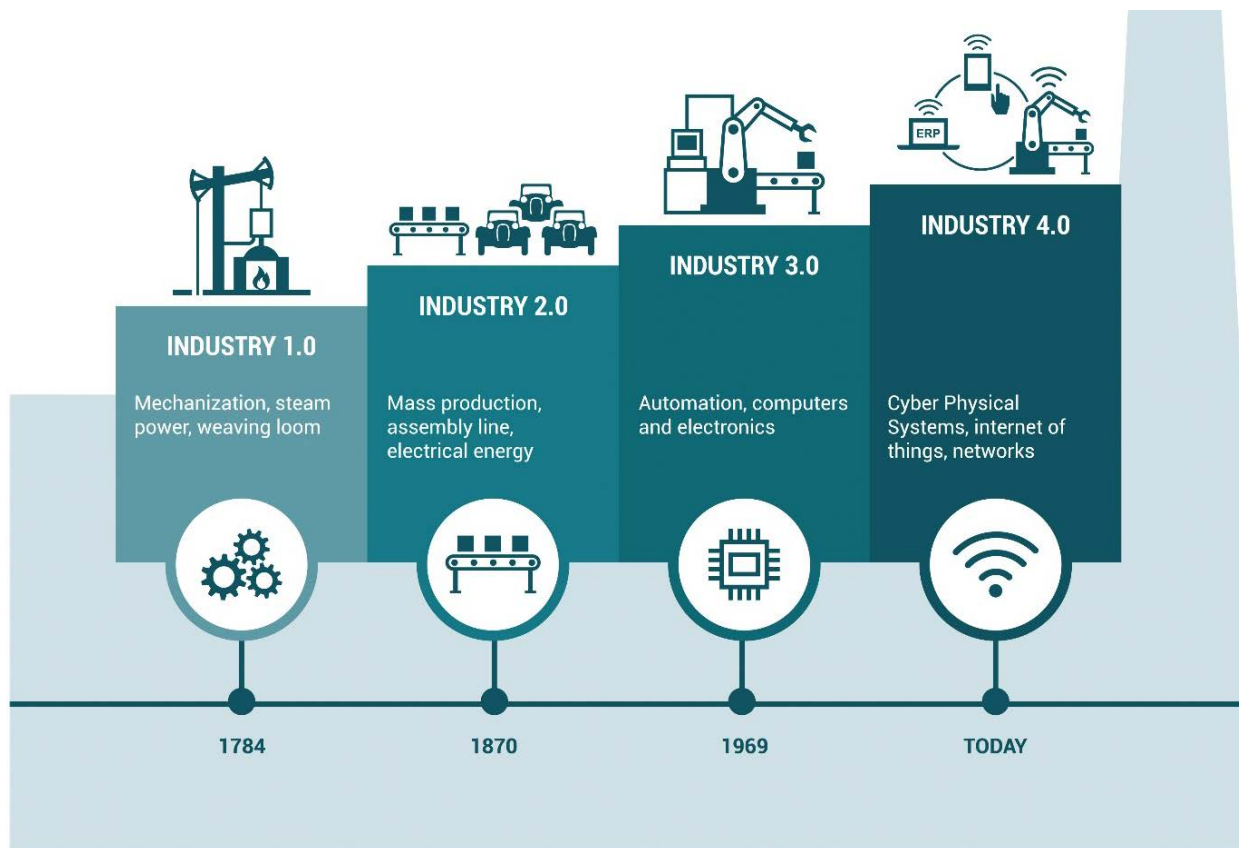 ERP
INDUSTRY 1.0
Mechanization, steam
power, weaving loom
INDUSTRY 2.0
Mass production,
assembly line,
electrical energy
INDUSTRY 3.0
Automation, computers
and electronics
INDUSTRY 4.0
Cyber Physical
Systems, internet of
things, networks
1784
1870
1969
TODAY